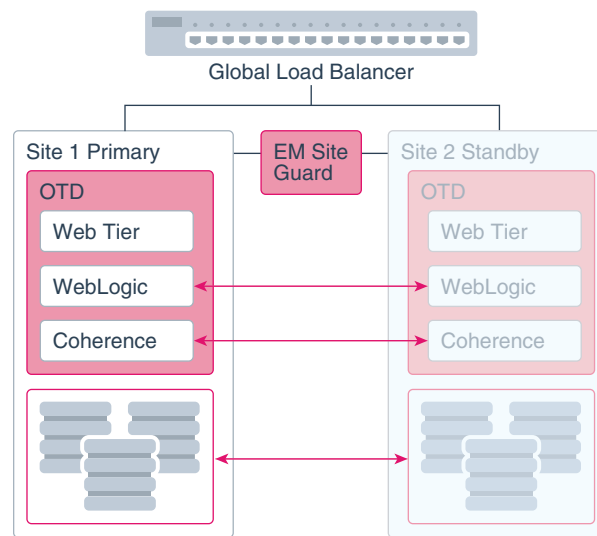 Global Load Balancer
Site 1 Primary
EM Site
Guard
Site 2 Standby
OTD
Web Tier
WebLogic
Coherence
OTD
Web Tier
WebLogic
Coherence